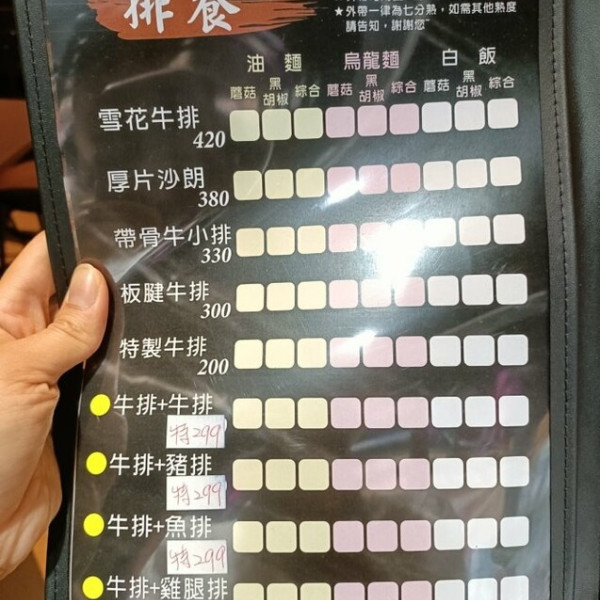 排餐
★外帶一律為七分熟，如需其他熟度
請告知，謝謝您~
油麵 烏龍麵 白飯
蘑菇 黑胡椒 綜合 蘑菇 黑胡椒 綜合 蘑菇 黑胡椒 綜合
雪花牛排 420
厚片沙朗 380
帶骨牛小排 330
板腱牛排 300
特製牛排 200
牛排+牛排
特299
牛排+豬排
特299
牛排+魚排
特299
牛排+雞腿排